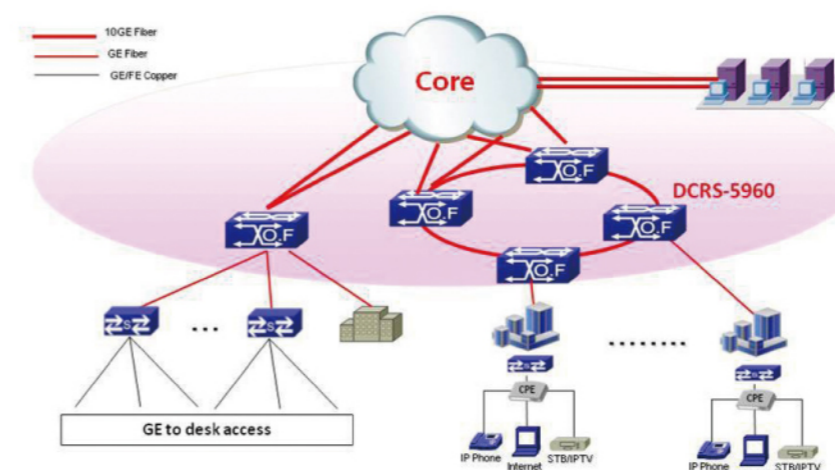 10GE Fiber
GE Fiber
GE/FE Copper
Core
O.F
O.F
DCRS-5960
O.F
O.F
O.F
S
...
S
.........
S
S
CPE
CPE
GE to desk access
IP Phone
Internet
STB/IPTV
IP Phone
STB/IPTV